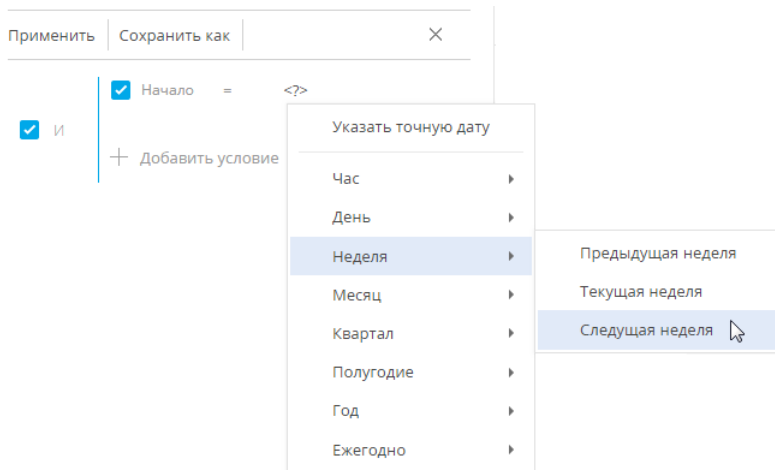 Применить Сохранить как
Начало = <?>
И
Добавить условие
Указать точную дату
Час
День
Неделя
Месяц
Квартал
Полугодие
Год
Ежегодно
Предыдущая неделя
Текущая неделя
Следущая неделя